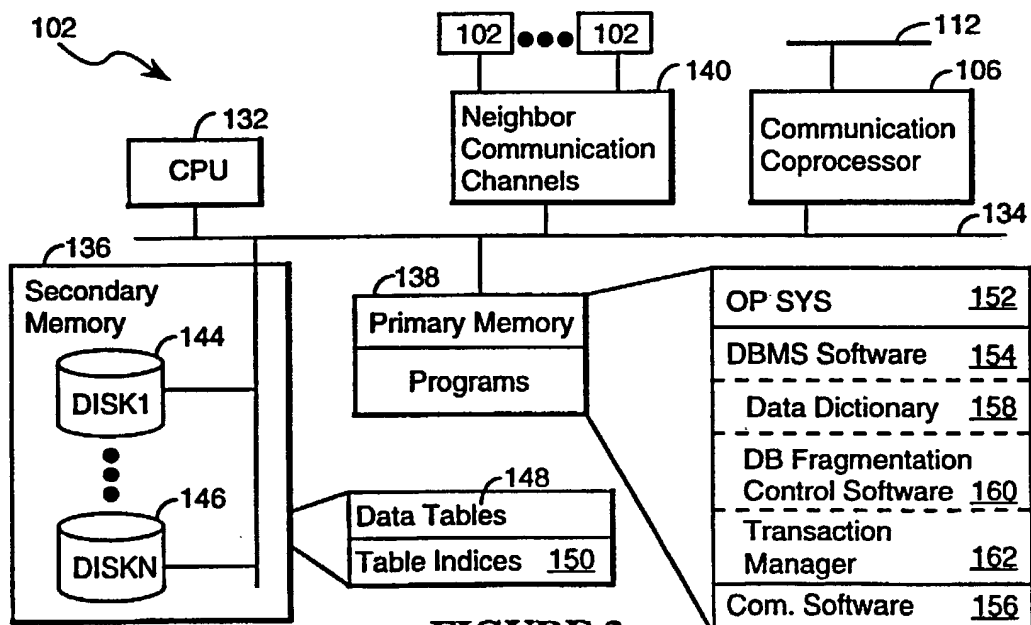 102
102 102
112
140
106
132
Neighbor
Communication
Channels
Communication
Coprocessor
CPU
134
136
138
Secondary
Memory
144
DISK1
146
DISKN
Primary Memory
Programs
148
Data Tables
Table Indices 150
OP SYS 152
DBMS Software 154
Data Dictionary 158
DB Fragmentation
Control Software 160
Transaction
Manager 162
Com. Software 156